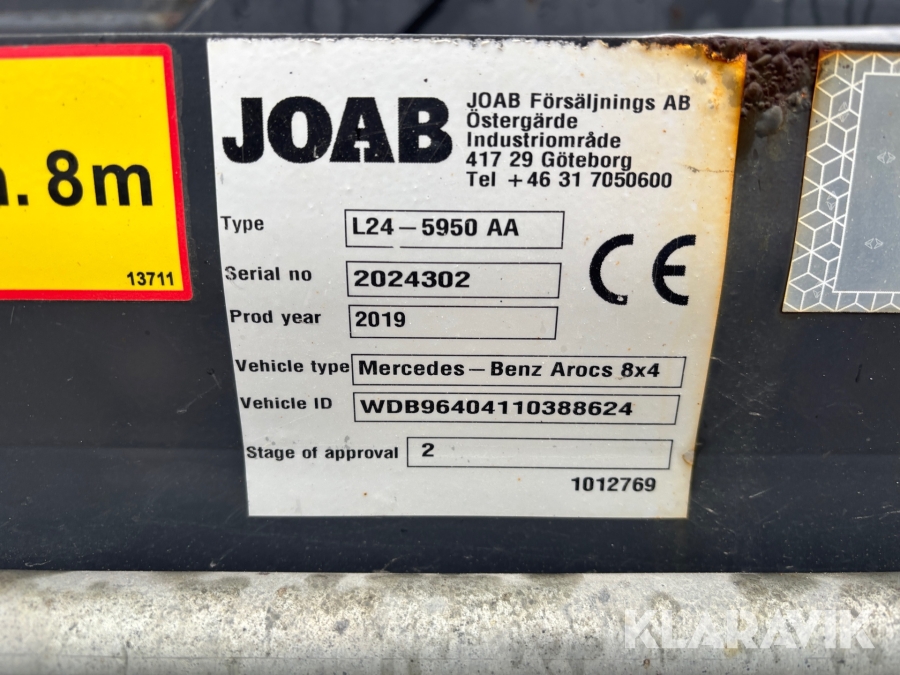 n. 8m
13711
JOAB
JOAB Försäljnings AB
Östergärde
Industriområde
417 29 Göteborg
Tel +46 31 7050600
Type L24-5950 AA
Serial no 2024302
Prod year 2019
CE
Vehicle type Mercedes-Benz Arocs 8x4
Vehicle ID WDB96404110388624
Stage of approval 2
1012769
KLARAVIK